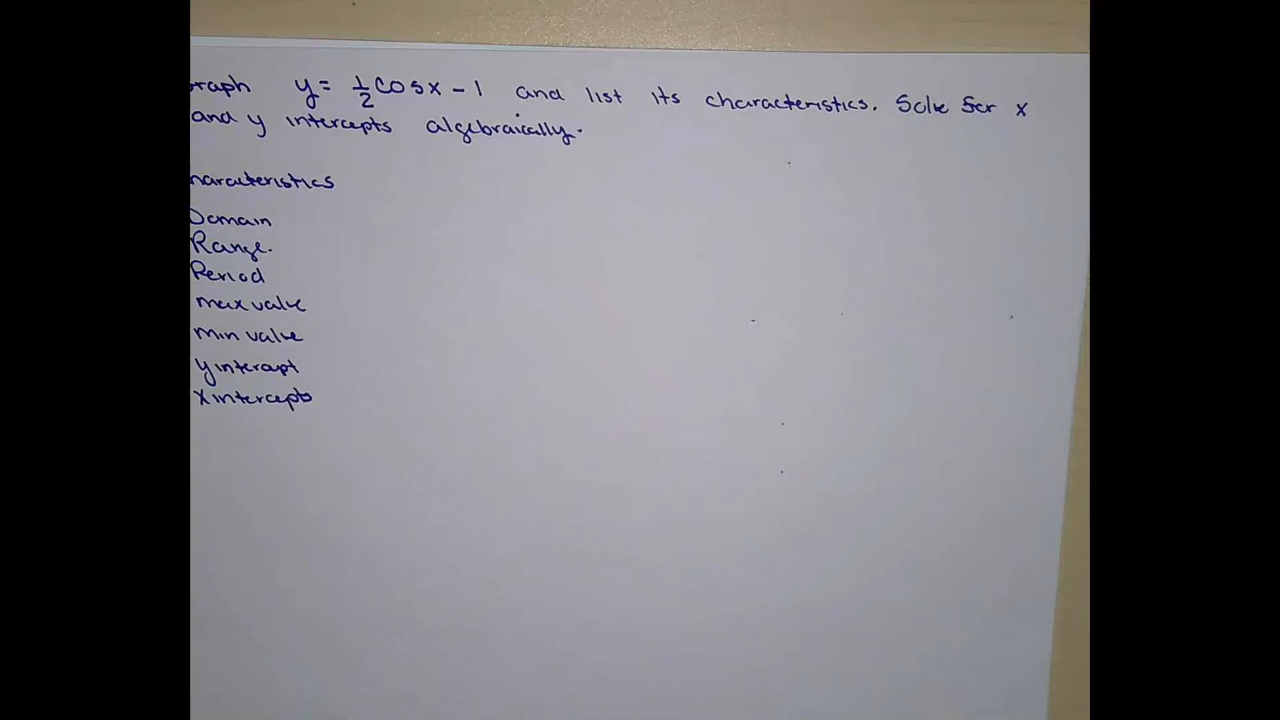 raph y = 1/2 cosx - 1 and list its characteristics. Solve for x
and y intercepts algebraically.
haracteristics
Domain
Range.
Period
max value
min value
y intercept
x intercepts